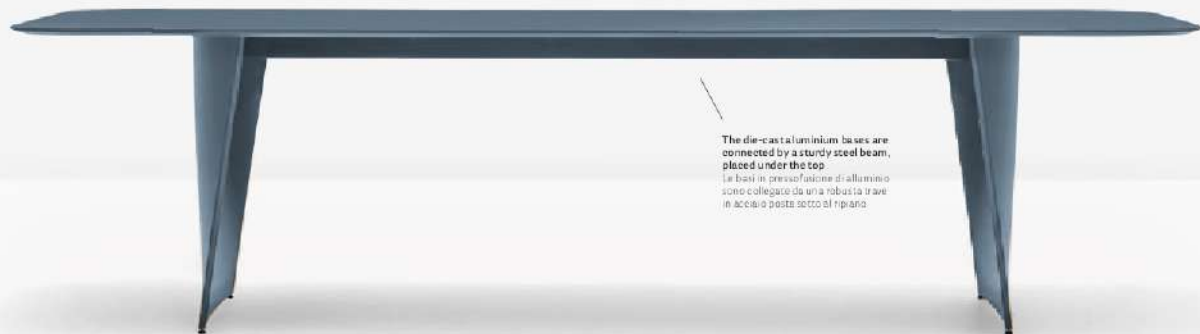 The die-cast aluminium bases are
connected by a sturdy steel beam,
placed under the top
Le basi in pressofusione di alluminio
sono collegate da una robusta trave
in acciaio posta sotto al ripiano